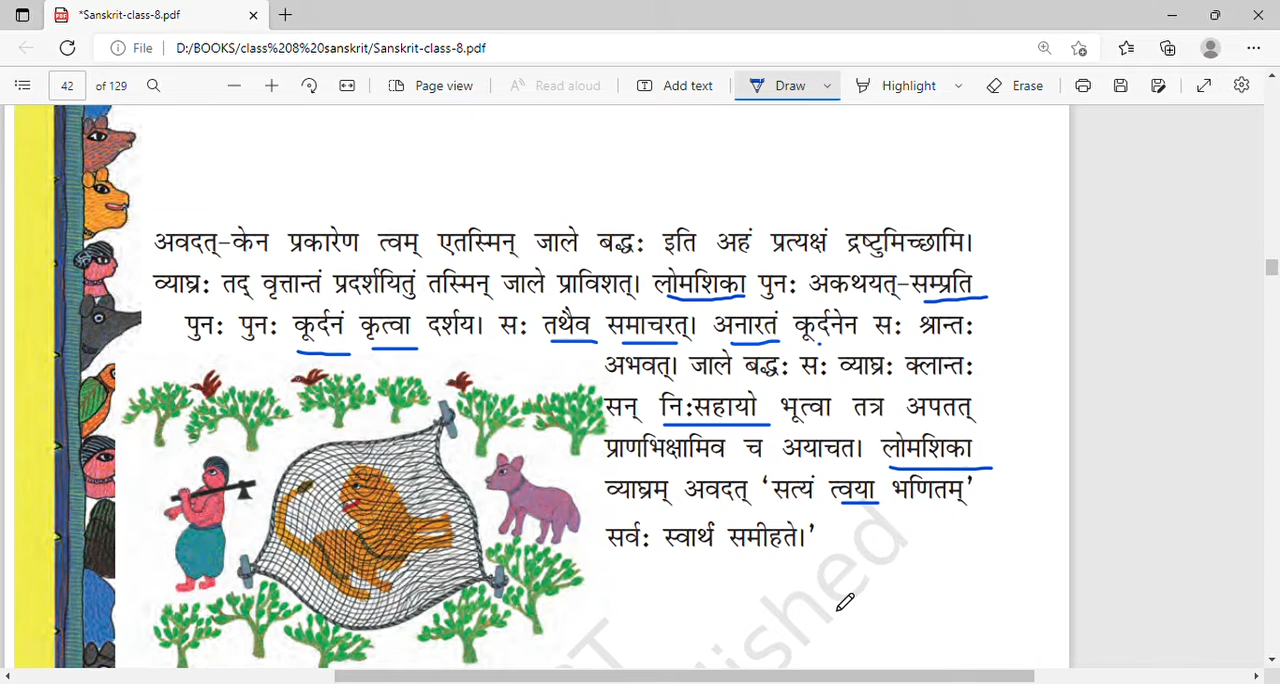 *Sanskrit-class-8.pdf
File D:/BOOKS/class%208%20sanskrit/Sanskrit-class-8.pdf
42 of 129 Page view Read aloud Add text Draw Highlight Erase
अवदत्-केन प्रकारेण त्वम् एतस्मिन् जाले बद्धः इति अहं प्रत्यक्षं द्रष्टुमिच्छामि।
व्याघ्रः तद् वृत्तान्तं प्रदर्शयितुं तस्मिन् जाले प्राविशत्। लोमशिका पुनः अकथयत्-सम्प्रति
पुनः पुनः कूर्दनं कृत्वा दर्शय। सः तथैव समाचरत्। अनारतं कूर्दनेन सः श्रान्तः
अभवत्। जाले बद्धः सः व्याघ्रः क्लान्तः
सन् निःसहायो भूत्वा तत्र अपतत्
प्राणभिक्षामिव च अयाचत। लोमशिका
व्याघ्रम् अवदत् ‘सत्यं त्वया भणितम्’
सर्वः स्वार्थं समीहते।’